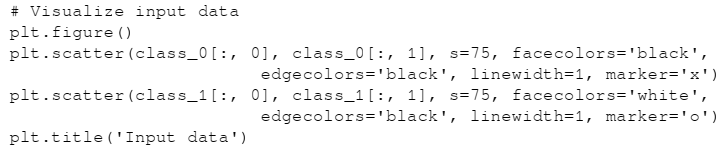 # Visualize input data
plt.figure()
plt.scatter(class_0[:, 0], class_0[:, 1], s=75, facecolors='black',
                        edgecolors='black', linewidth=1, marker='x')
plt.scatter(class_1[:, 0], class_1[:, 1], s=75, facecolors='white',
                        edgecolors='black', linewidth=1, marker='o')
plt.title('Input data')